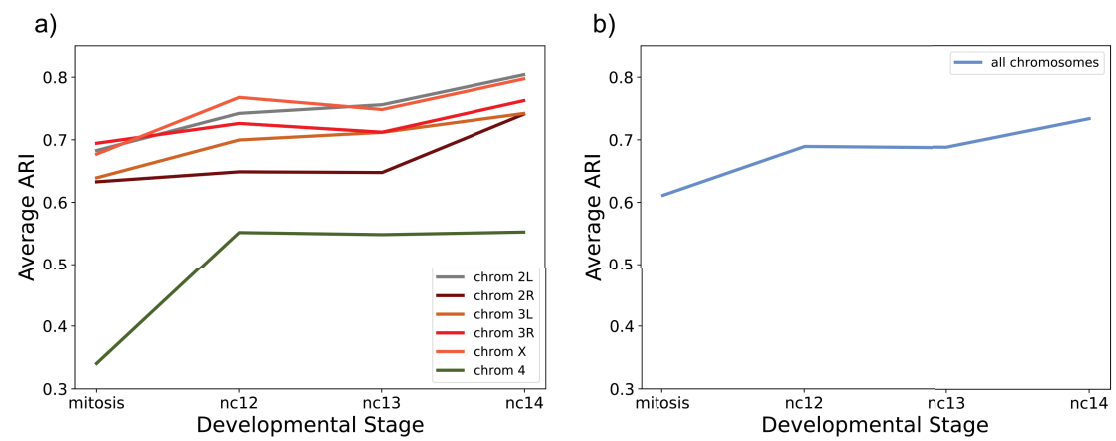 a)
Average ARI
0.8
0.7
0.6
0.5
0.4
0.3
mitosis nc12 nc13 nc14
Developmental Stage
chrom 2L
chrom 2R
chrom 3L
chrom 3R
chrom X
chrom 4
b)
Average ARI
0.8
0.7
0.6
0.5
0.4
0.3
mitosis nc12 rc13 nc14
Developmental Stage
all chromosomes